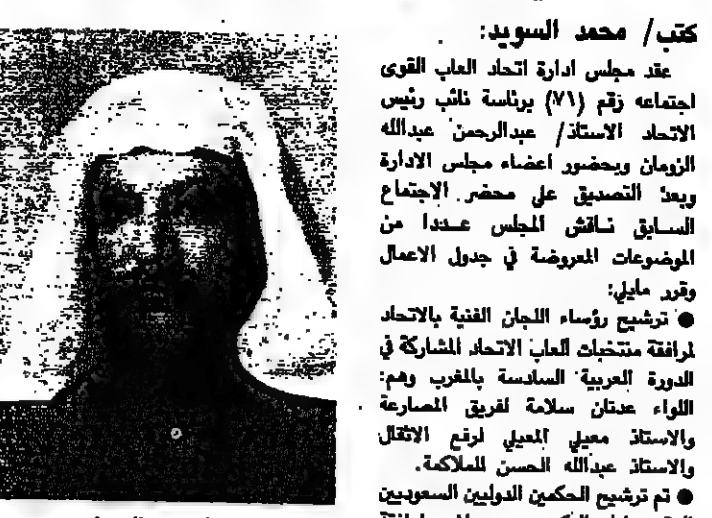 كتب/ محمد السويد:
عقد مجلس ادارة اتحاد العاب القوى
اجتماعه رقم (٧١) برئاسة نائب رئيس
الاتحاد الاستاذ/ عبدالرحمن عبدالله
الزومان وبحضور اعضاء مجلس الادارة
وبعد التصديق على محضر الاجتماع
السابق ناقش المجلس عددا من
الموضوعات المعروضة في جدول الاعمال
وقرر مايلي:
● ترشيح رؤساء اللجان الفنية بالاتحاد
لمرافقة منتخبات ألعاب الاتحاد المشاركة في
الدورة العربية السادسة بالمغرب وهم:
اللواء عدنان سلامة لفريق المصارعة
والاستاذ معيلي المعيلي لرفع الاثقال
والاستاذ عبدالله الحسن للملاكمة.
● تم ترشيح الحكمين الدوليين السعوديين